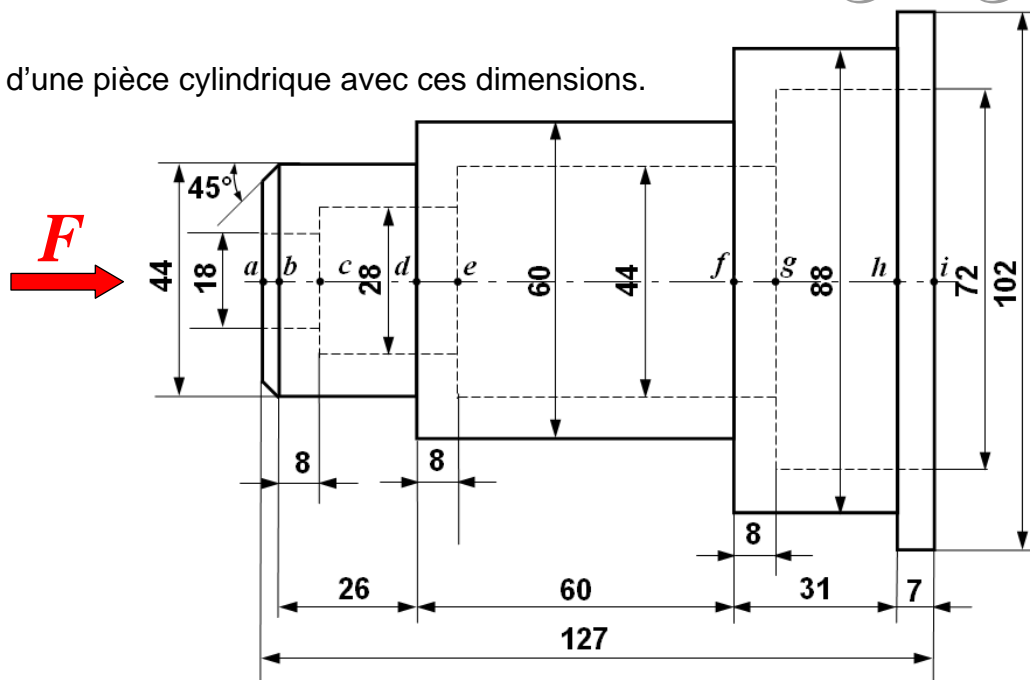 d’une pièce cylindrique avec ces dimensions.
45°
F
44
18
a
b
c
28
d
e
60
44
f
g
88
h
i
72
102
8
8
8
26
60
31
7
127